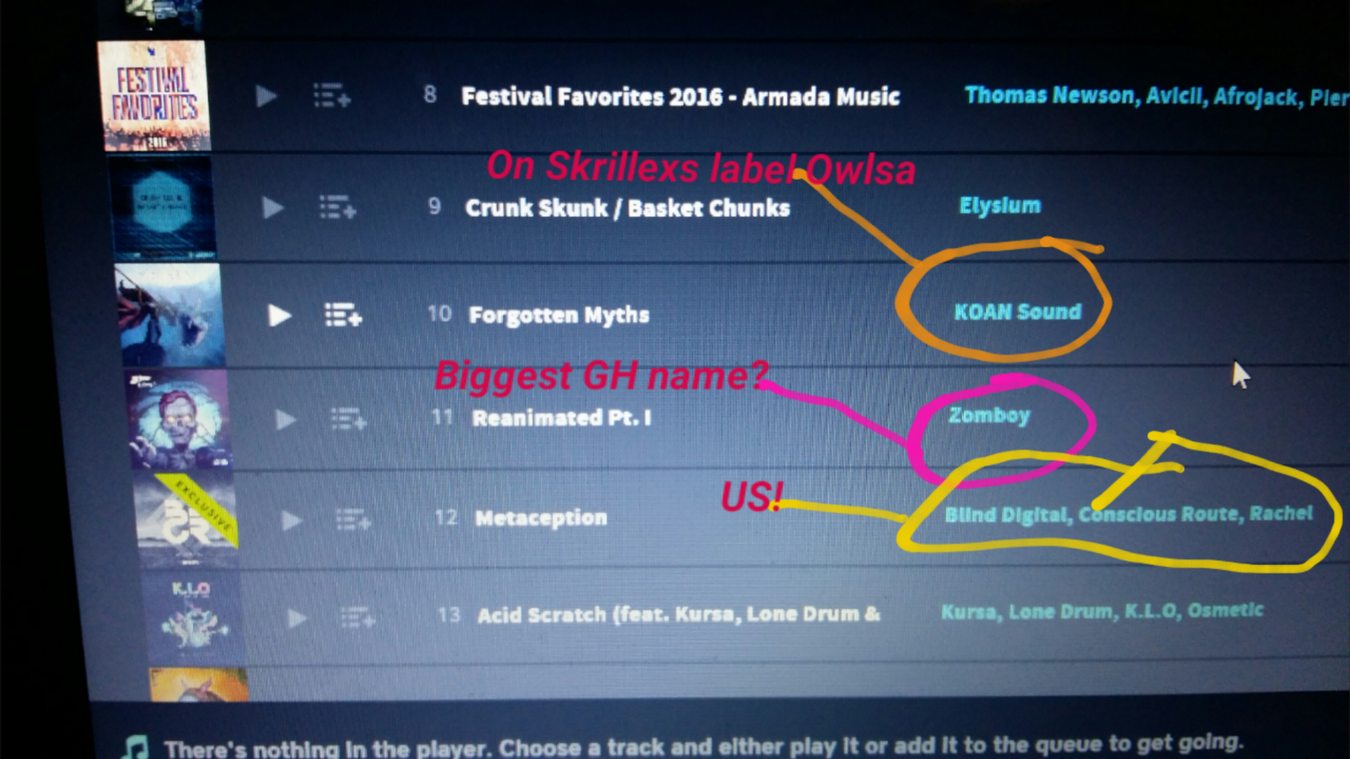 FESTIVAL
FAVORITES
2016
8 Festival Favorites 2016 - Armada Music Thomas Newson, Avicii, Afrojack, Pier
On Skrillexs label Owlsa
9 Crunk Skunk / Basket Chunks Elysium
10 Forgotten Myths KOAN Sound
Biggest GH name?
11 Reanimated Pt. I Zomboy
US!
EXCLUSIVE
12 Metaception Blind Digital, Conscious Route, Rachel
K.L.O
13 Acid Scratch (feat. Kursa, Lone Drum & Kursa, Lone Drum, K.L.O, Osmetic
There's nothing in the player. Choose a track and either play it or add it to the queue to get going.